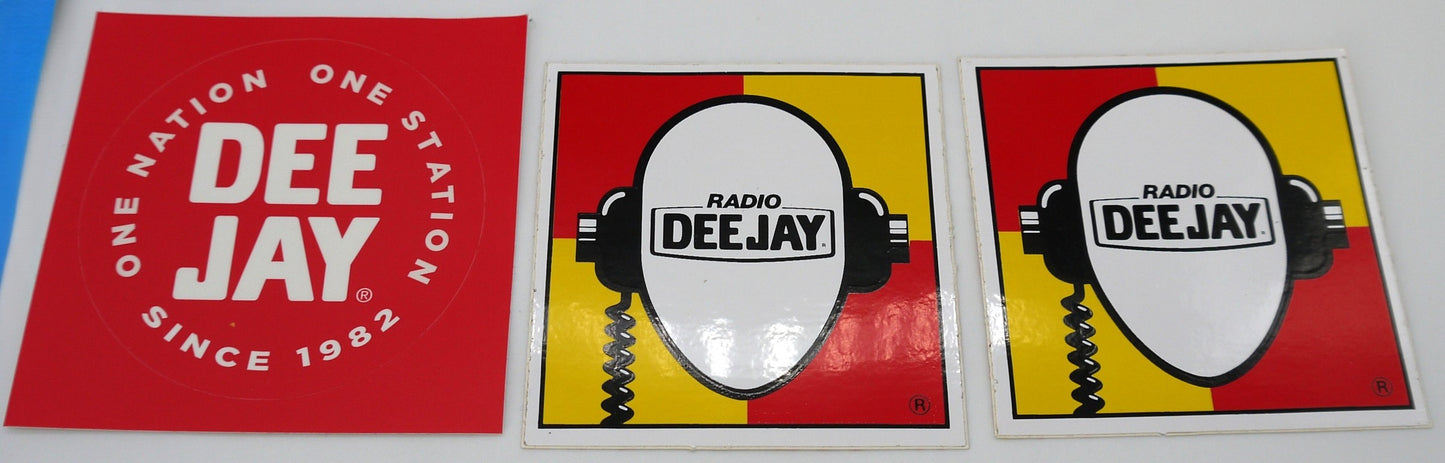 ONE NATION ONE STATION
DEE
JAY®
SINCE 1982
RADIO
DEEJAY®
®
RADIO
DEEJAY®
®